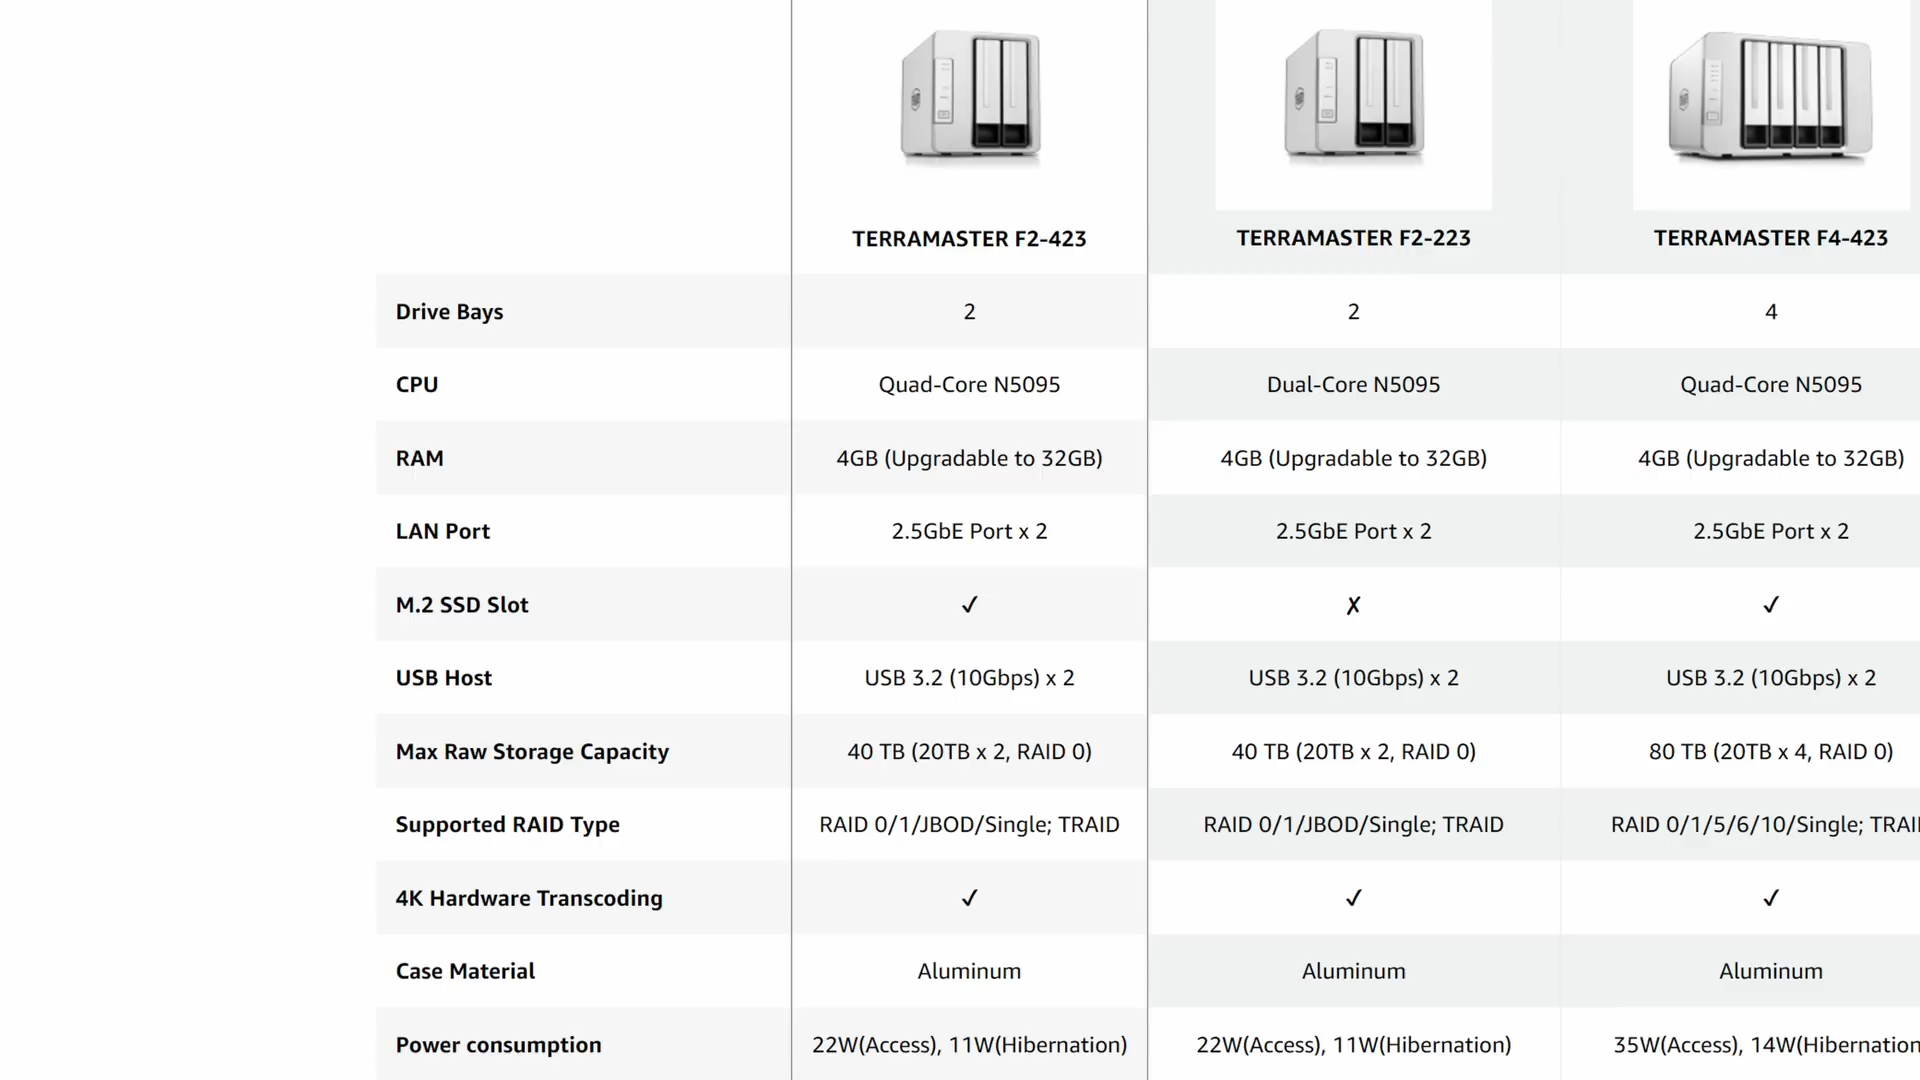 TERRAMASTER F2-423 TERRAMASTER F2-223 TERRAMASTER F4-423
Drive Bays 2 2 4
CPU Quad-Core N5095 Dual-Core N5095 Quad-Core N5095
RAM 4GB (Upgradable to 32GB) 4GB (Upgradable to 32GB) 4GB (Upgradable to 32GB)
LAN Port 2.5GbE Port x 2 2.5GbE Port x 2 2.5GbE Port x 2
M.2 SSD Slot ✓ ✗ ✓
USB Host USB 3.2 (10Gbps) x 2 USB 3.2 (10Gbps) x 2 USB 3.2 (10Gbps) x 2
Max Raw Storage Capacity 40 TB (20TB x 2, RAID 0) 40 TB (20TB x 2, RAID 0) 80 TB (20TB x 4, RAID 0)
Supported RAID Type RAID 0/1/JBOD/Single; TRAID RAID 0/1/JBOD/Single; TRAID RAID 0/1/5/6/10/Single; TRAI
4K Hardware Transcoding ✓ ✓ ✓
Case Material Aluminum Aluminum Aluminum
Power consumption 22W(Access), 11W(Hibernation) 22W(Access), 11W(Hibernation) 35W(Access), 14W(Hibernation